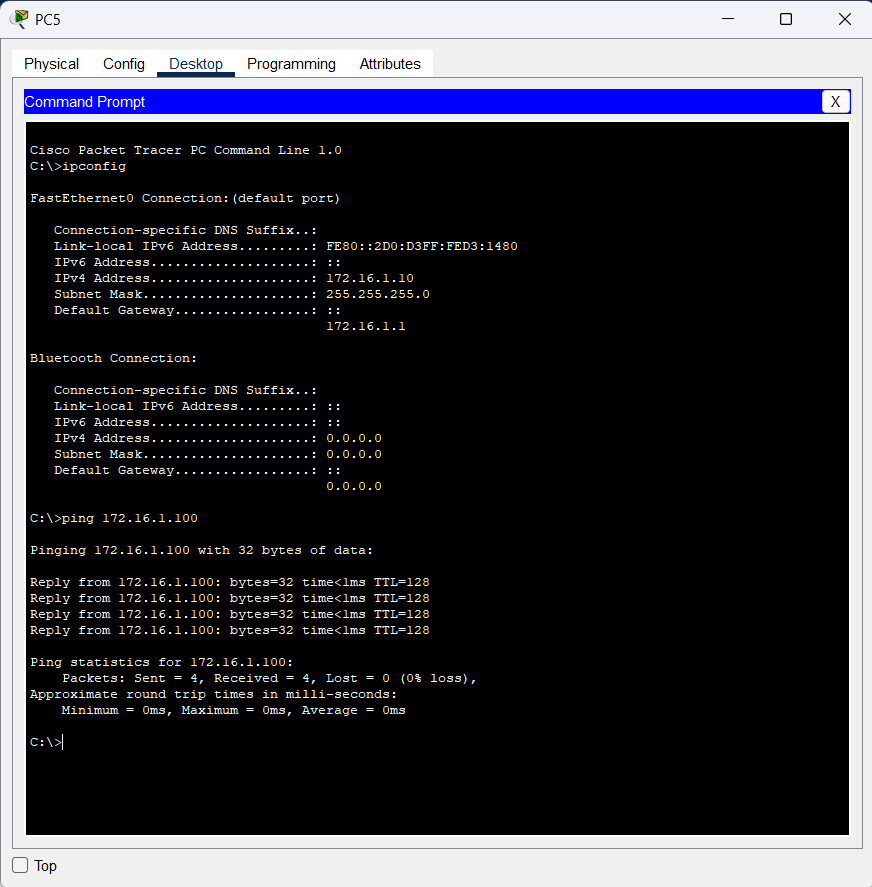 PC5
Physical Config Desktop Programming Attributes
Command Prompt X
Cisco Packet Tracer PC Command Line 1.0
C:\>ipconfig
FastEthernet0 Connection:(default port)
Connection-specific DNS Suffix..:
Link-local IPv6 Address.........: FE80::2D0:D3FF:FED3:1480
IPv6 Address....................: ::
IPv4 Address....................: 172.16.1.10
Subnet Mask.....................: 255.255.255.0
Default Gateway.................: ::
172.16.1.1
Bluetooth Connection:
Connection-specific DNS Suffix..:
Link-local IPv6 Address.........: ::
IPv6 Address....................: ::
IPv4 Address....................: 0.0.0.0
Subnet Mask.....................: 0.0.0.0
Default Gateway.................: ::
0.0.0.0
C:\>ping 172.16.1.100
Pinging 172.16.1.100 with 32 bytes of data:
Reply from 172.16.1.100: bytes=32 time<1ms TTL=128
Reply from 172.16.1.100: bytes=32 time<1ms TTL=128
Reply from 172.16.1.100: bytes=32 time<1ms TTL=128
Reply from 172.16.1.100: bytes=32 time<1ms TTL=128
Ping statistics for 172.16.1.100:
Packets: Sent = 4, Received = 4, Lost = 0 (0% loss),
Approximate round trip times in milli-seconds:
Minimum = 0ms, Maximum = 0ms, Average = 0ms
C:\>
Top